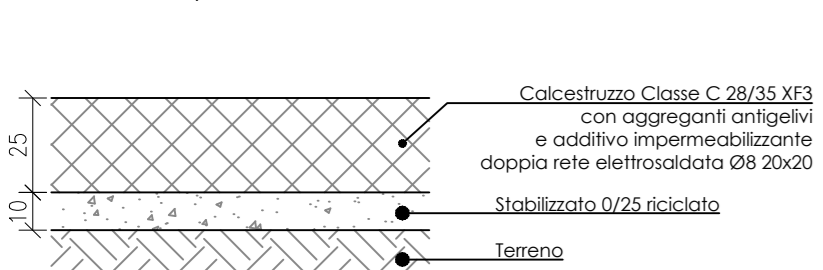 Calcestruzzo Classe C 28/35 XF3
con aggreganti antigelivi
e additivo impermeabilizzante
doppia rete elettrosaldata Ø8 20x20
25
Stabilizzato 0/25 riciclato
10
Terreno